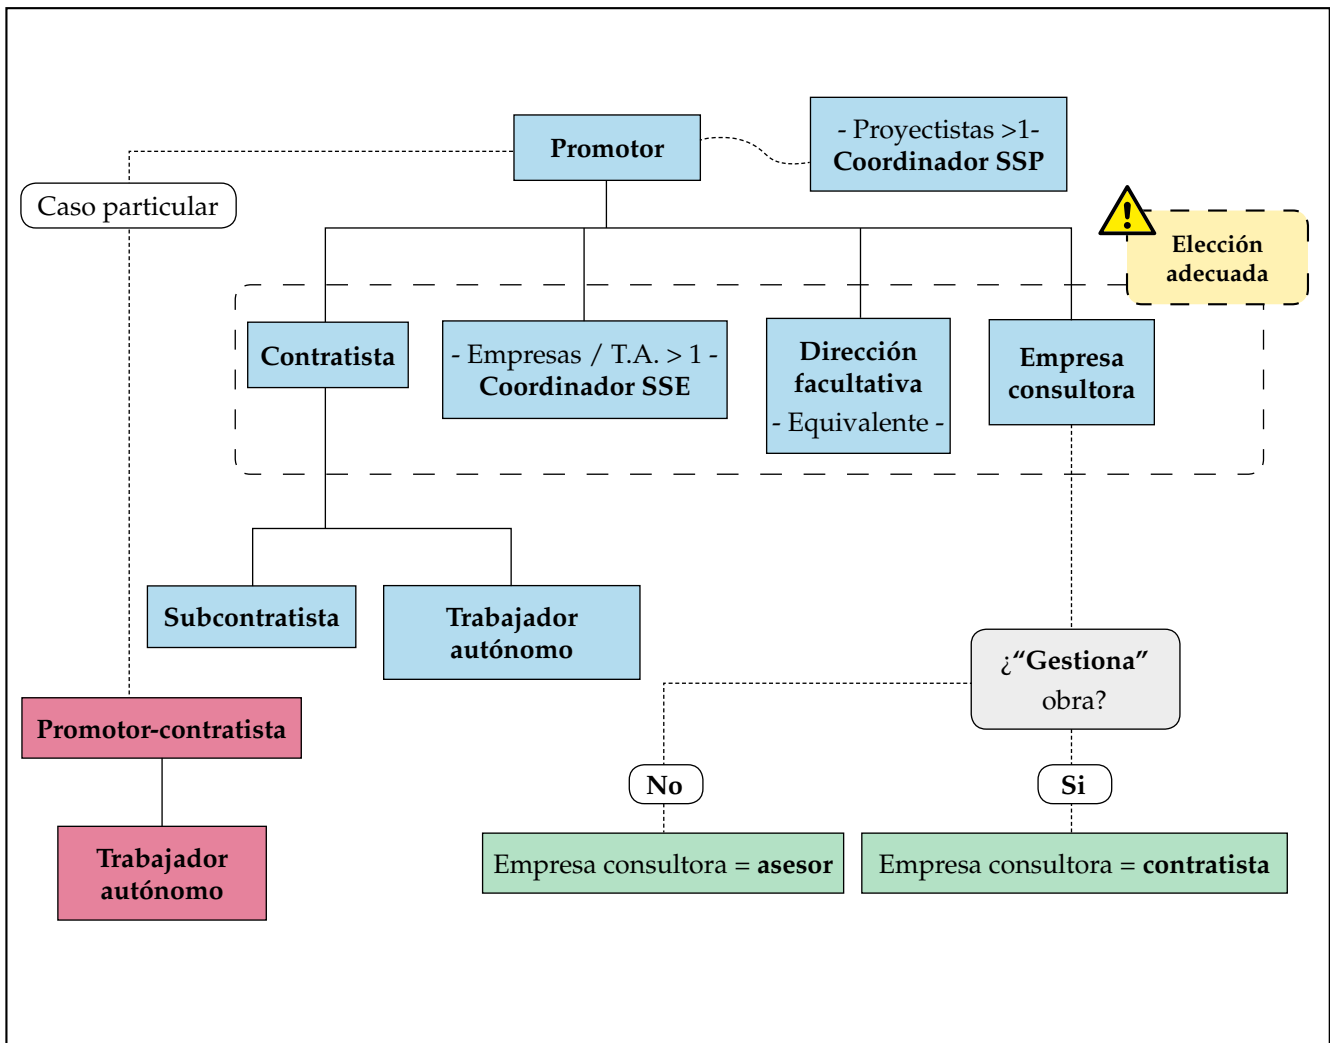 Promotor
- Proyectistas >1-
Coordinador SSP
Caso particular
Elección
adecuada
Contratista
- Empresas / T.A. > 1 -
Coordinador SSE
Dirección
facultativa
- Equivalente -
Empresa
consultora
Subcontratista
Trabajador
autónomo
¿“Gestiona”
obra?
Promotor-contratista
No
Si
Trabajador
autónomo
Empresa consultora = asesor
Empresa consultora = contratista